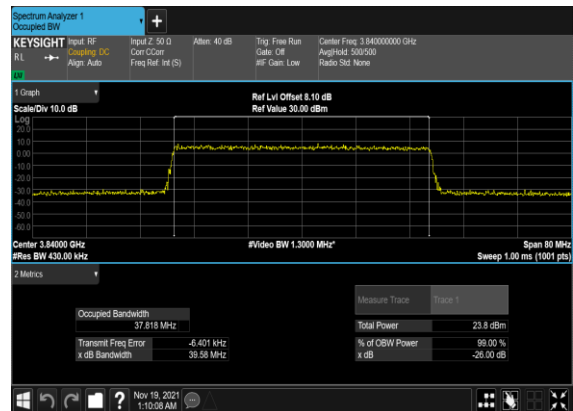 Spectrum Analyzer 1
Occupied BW
+
KEYSIGHT Input: RF Input Z: 50 Ω Atten: 40 dB Trig: Free Run Center Freq: 3.840000000 GHz
RL Coupling: DC Corr CCorr Gate: Off Avg|Hold: 500/500
Align: Auto Freq Ref: Int (S) #IF Gain: Low Radio Std: None
LW
1 Graph
Ref Lvl Offset 8.10 dB
Scale/Div 10.0 dB Ref Value 30.00 dBm
Log
20.0
10.0
0.00
-10.0
-20.0
-30.0
-40.0
-50.0
-60.0
Center 3.84000 GHz #Video BW 1.3000 MHz* Span 80 MHz
#Res BW 430.00 kHz Sweep 1.00 ms (1001 pts)
2 Metrics
Measure Trace Trace 1
Occupied Bandwidth
37.818 MHz Total Power 23.8 dBm
Transmit Freq Error -6.401 kHz % of OBW Power 99.00 %
x dB Bandwidth 39.58 MHz x dB -26.00 dB
?
Nov 19, 2021
1:10:08 AM